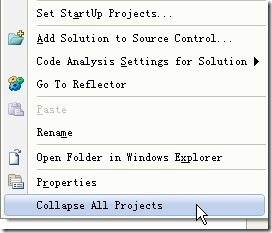 Set StartUp Projects...
Add Solution to Source Control...
Code Analysis Settings for Solution
Go To Reflector
Paste
Rename
Open Folder in Windows Explorer
Properties
Collapse All Projects